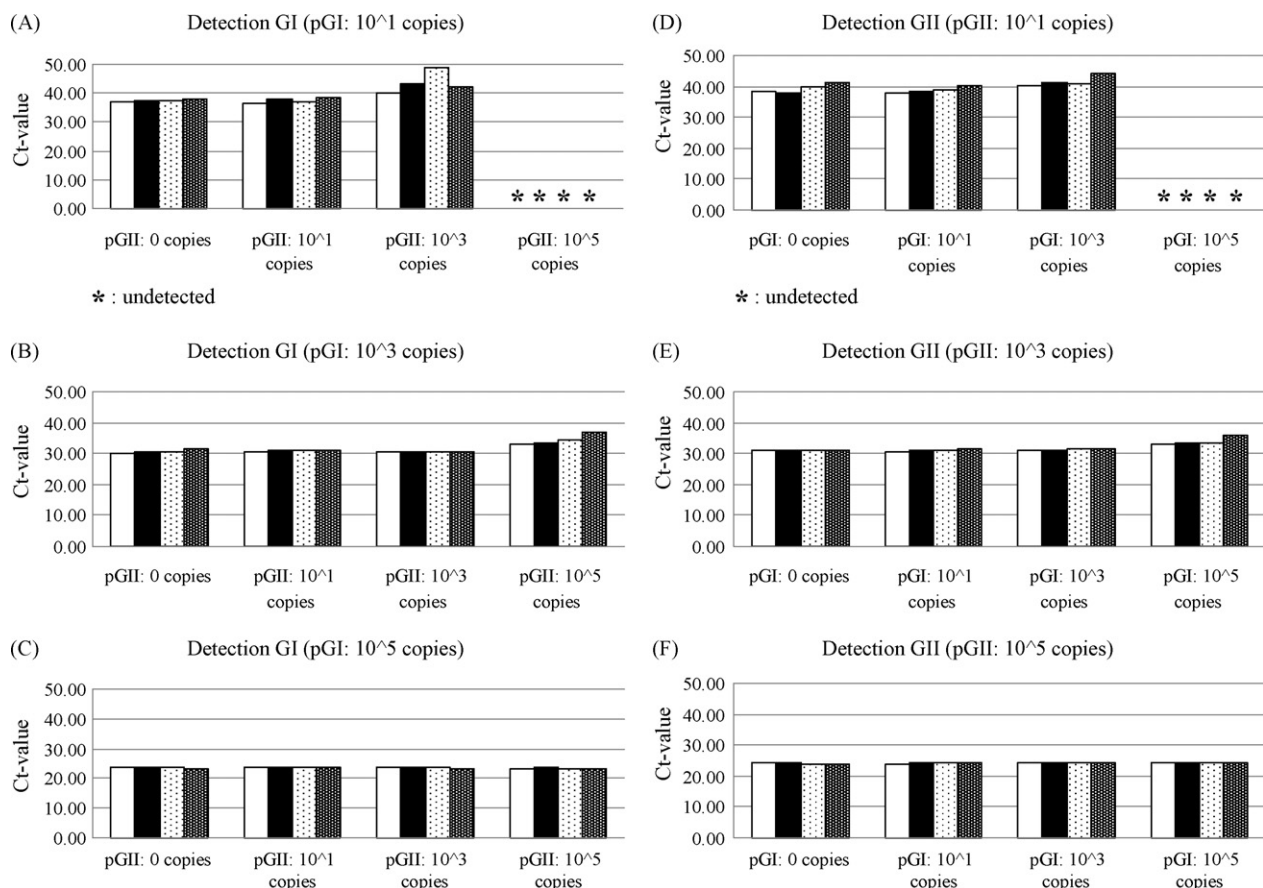 (A) Detection GI (pGI: 10^1 copies)
50.00
40.00
30.00
20.00
10.00
0.00
Ct-value
* * * *
pGII: 0 copies pGII: 10^1 pGII: 10^3 pGII: 10^5
copies copies copies
* : undetected
(B) Detection GI (pGI: 10^3 copies)
50.00
40.00
30.00
20.00
10.00
0.00
Ct-value
pGII: 0 copies pGII: 10^1 pGII: 10^3 pGII: 10^5
copies copies copies
(C) Detection GI (pGI: 10^5 copies)
50.00
40.00
30.00
20.00
10.00
0.00
Ct-value
pGII: 0 copies pGII: 10^1 pGII: 10^3 pGII: 10^5
copies copies copies
(D) Detection GII (pGII: 10^1 copies)
50.00
40.00
30.00
20.00
10.00
0.00
Ct-value
* * * *
pGI: 0 copies pGI: 10^1 pGI: 10^3 pGI: 10^5
copies copies copies
* : undetected
(E) Detection GII (pGII: 10^3 copies)
50.00
40.00
30.00
20.00
10.00
0.00
Ct-value
pGI: 0 copies pGI: 10^1 pGI: 10^3 pGI: 10^5
copies copies copies
(F) Detection GII (pGII: 10^5 copies)
50.00
40.00
30.00
20.00
10.00
0.00
Ct-value
pGI: 0 copies pGI: 10^1 pGI: 10^3 pGI: 10^5
copies copies copies